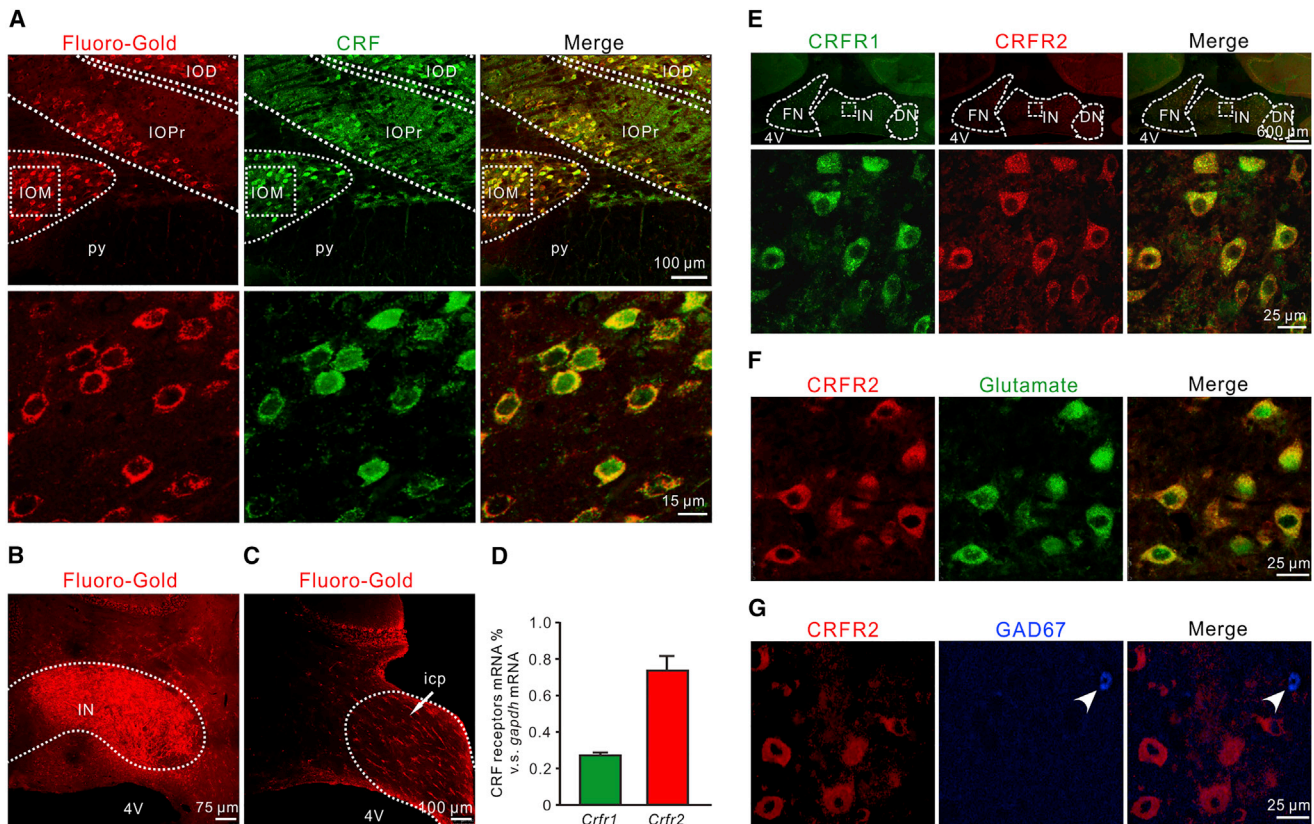 A
Fluoro-Gold CRF Merge
IOD IOD IOD
IOPr IOPr IOPr
IOM IOM IOM
py py py
100 µm
15 µm
B
Fluoro-Gold
IN
4V
75 µm
C
Fluoro-Gold
icp
4V
100 µm
D
CRF receptors mRNA %
v.s. gapdh mRNA
1.0
0.8
0.6
0.4
0.2
0
Crfr1 Crfr2
E
CRFR1 CRFR2 Merge
FN IN DN FN IN DN FN IN DN
4V 4V 4V 600 µm
25 µm
F
CRFR2 Glutamate Merge
25 µm
G
CRFR2 GAD67 Merge
25 µm